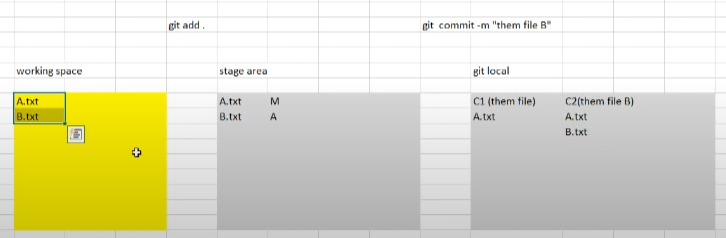 git add .
git commit -m "them file B"
working space
stage area
git local
A.txt
B.txt
A.txt M
B.txt A
C1 (them file)
A.txt
C2(them file B)
A.txt
B.txt